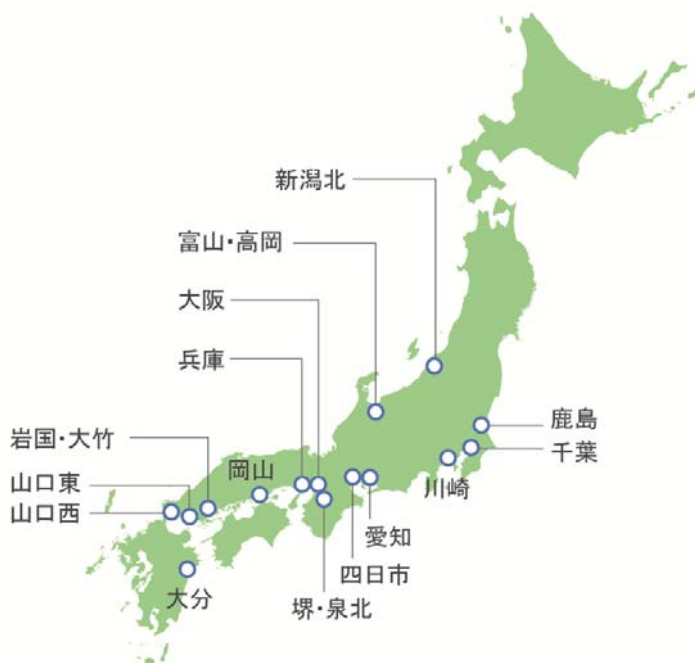 新潟北
富山・高岡
大阪
兵庫
岩国・大竹
岡山
山口東
山口西
大分
鹿島
千葉
川崎
愛知
四日市
堺・泉北